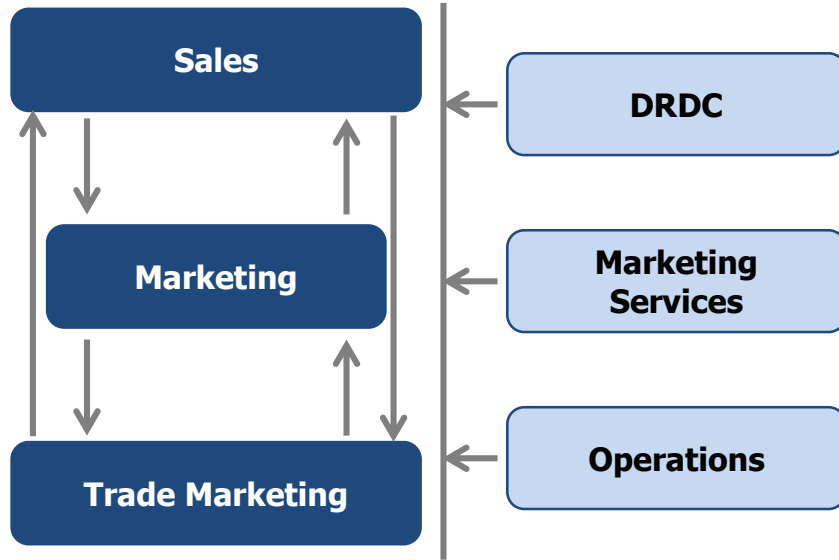 Sales
Marketing
Trade Marketing
DRDC
Marketing
Services
Operations